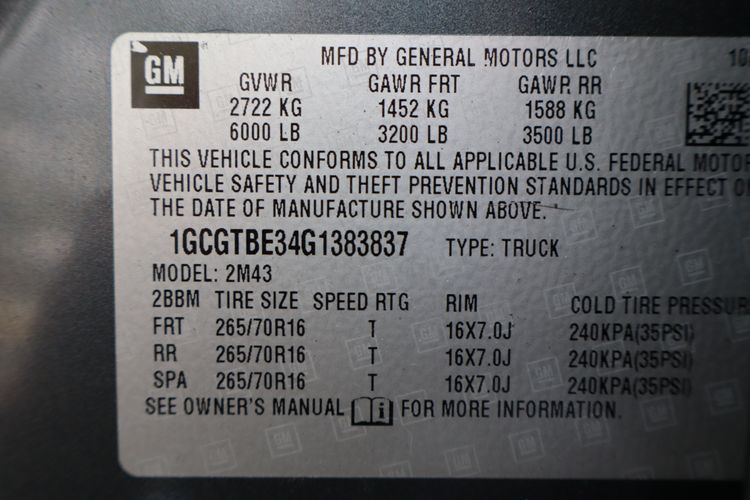 GM
MFD BY GENERAL MOTORS LLC 10
GVWR GAWR FRT GAWR RR
2722 KG 1452 KG 1588 KG
6000 LB 3200 LB 3500 LB
THIS VEHICLE CONFORMS TO ALL APPLICABLE U.S. FEDERAL MOTO
VEHICLE SAFETY AND THEFT PREVENTION STANDARDS IN EFFECT O
THE DATE OF MANUFACTURE SHOWN ABOVE.
1GCGTBE34G1383837 TYPE: TRUCK
MODEL: 2M43
2BBM TIRE SIZE SPEED RTG RIM COLD TIRE PRESSUR
FRT 265/70R16 T 16X7.0J 240KPA(35PSI)
RR 265/70R16 T 16X7.0J 240KPA(35PSI)
SPA 265/70R16 T 16X7.0J 240KPA(35PSI)
SEE OWNER'S MANUAL i FOR MORE INFORMATION.